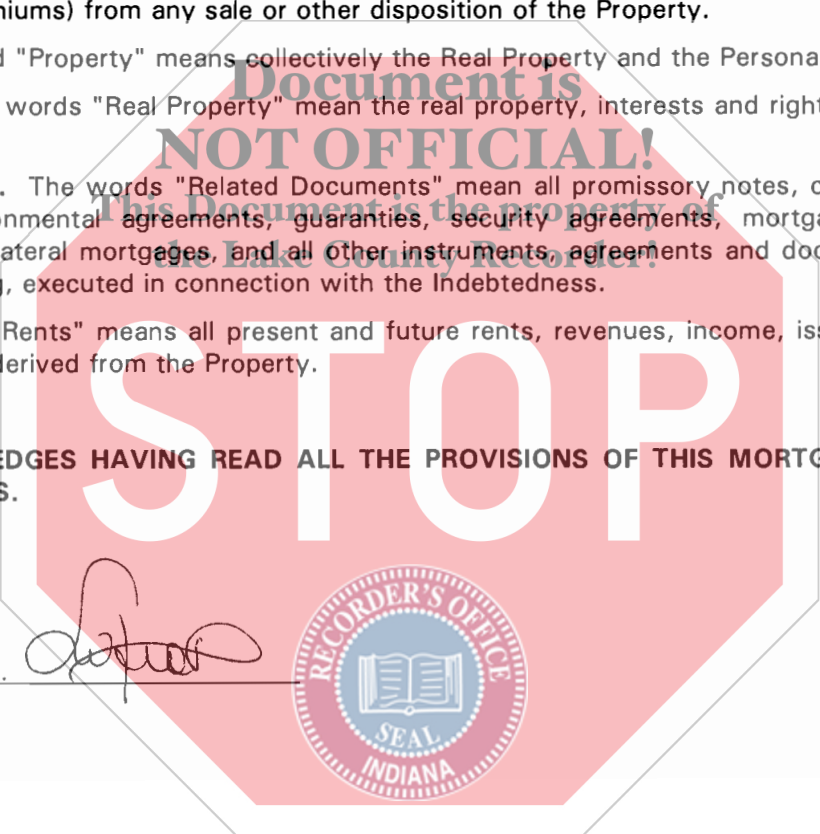 niums) from any sale or other disposition of the Property.
"Property" means collectively the Real Property and the Persona
Document is
words "Real Property" mean the real property, interests and right
NOT OFFICIAL!
. The words "Related Documents" mean all promissory notes, c
onmental agreements, guaranties, security agreements, mortga
This Document is the property of
ateral mortgages, and all other instruments, agreements and doc
the Lake County Recorder!
, executed in connection with the Indebtedness.
Rents" means all present and future rents, revenues, income, iss
derived from the Property.
STOP
EDGES HAVING READ ALL THE PROVISIONS OF THIS MORTG
S.
RECORDER'S OFFICE
SEAL
INDIANA